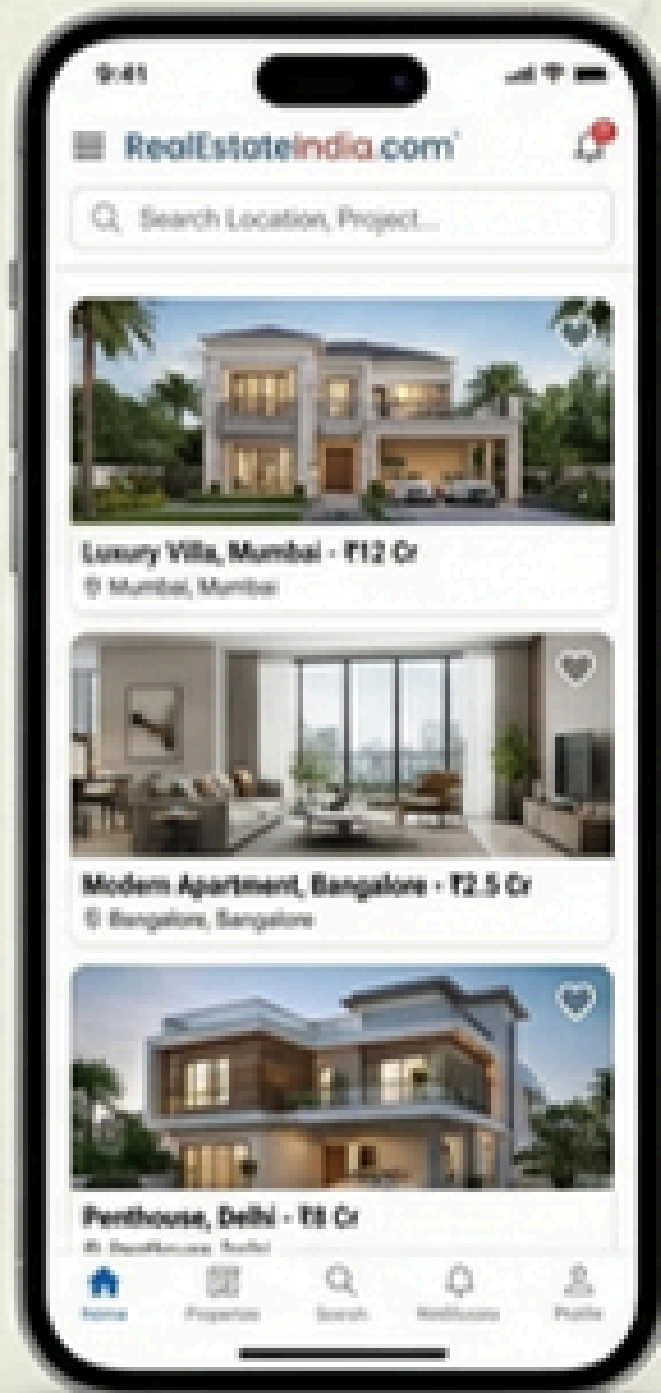 9:41
RealEstateIndia.com
Search Location, Project...
Luxury Villa, Mumbai - ₹12 Cr
Mumbai, Mumbai
Modern Apartment, Bangalore - ₹2.5 Cr
Bangalore, Bangalore
Penthouse, Delhi - ₹8 Cr
Home
Properties
Search
Profile